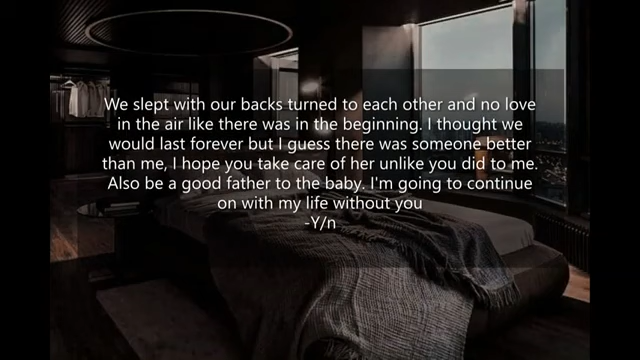 We slept with our backs turned to each other and no love
in the air like there was in the beginning. I thought we
would last forever but I guess there was someone better
than me, I hope you take care of her unlike you did to me.
Also be a good father to the baby. I'm going to continue
on with my life without you
-Y/n